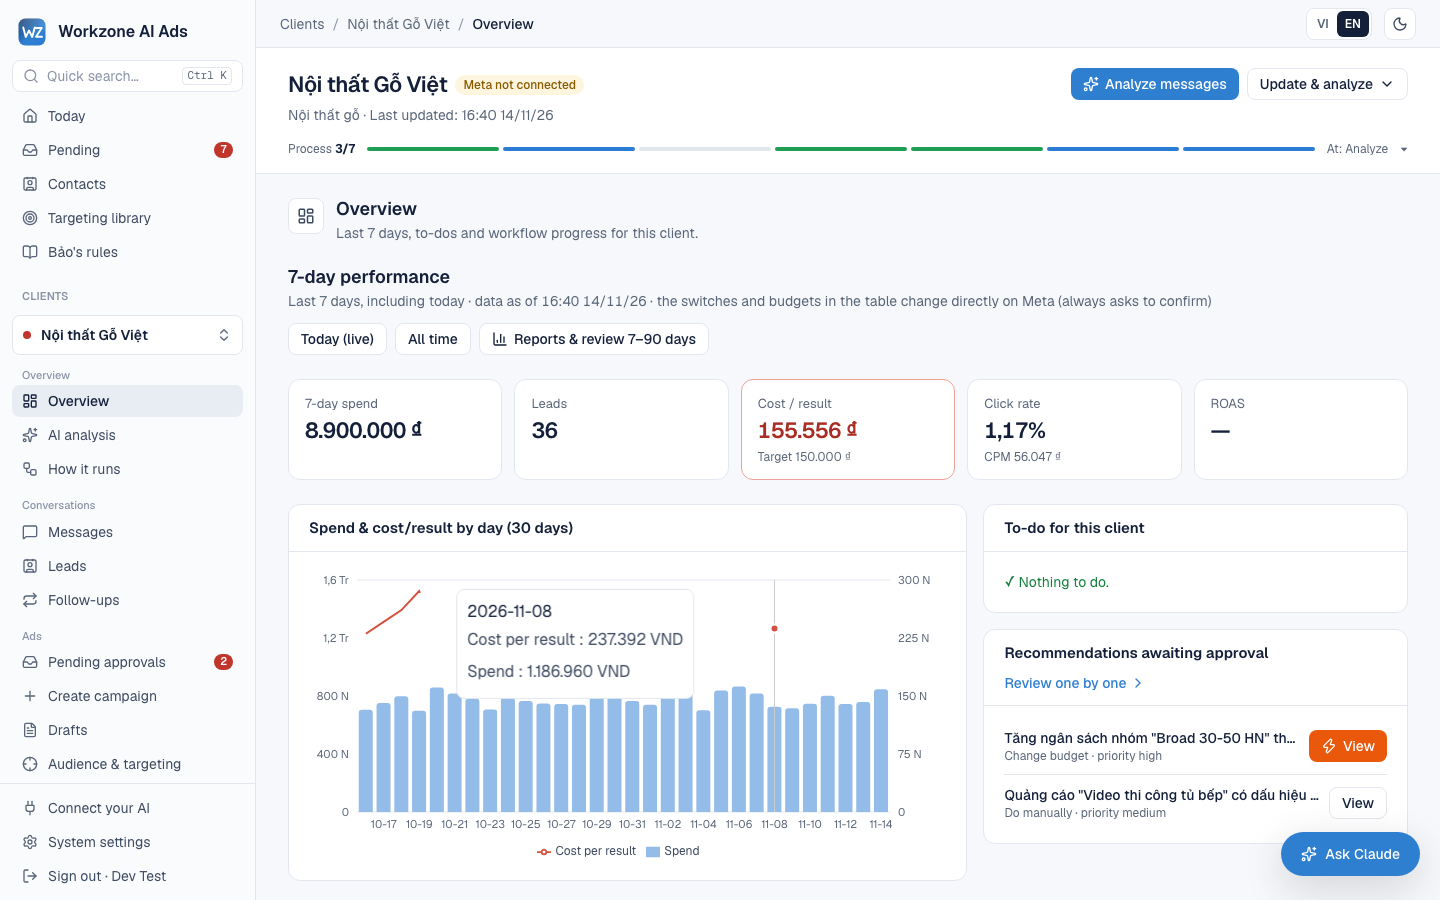 WZ Workzone AI Ads
Quick search... Ctrl K
Today
Pending 7
Contacts
Targeting library
Bảo's rules
CLIENTS
Nội thất Gỗ Việt
Overview
Overview
AI analysis
How it runs
Conversations
Messages
Leads
Follow-ups
Ads
Pending approvals 2
Create campaign
Drafts
Audience & targeting
Connect your AI
System settings
Sign out · Dev Test
Clients / Nội thất Gỗ Việt / Overview
VI EN
Nội thất Gỗ Việt Meta not connected
Analyze messages Update & analyze
Nội thất gỗ · Last updated: 16:40 14/11/26
Process 3/7 At: Analyze
Overview
Last 7 days, to-dos and workflow progress for this client.
7-day performance
Last 7 days, including today · data as of 16:40 14/11/26 · the switches and budgets in the table change directly on Meta (always asks to confirm)
Today (live) All time Reports & review 7–90 days
7-day spend
8.900.000 ₫
Leads
36
Cost / result
155.556 ₫
Target 150.000 ₫
Click rate
1,17%
CPM 56.047 ₫
ROAS
—
Spend & cost/result by day (30 days)
1,6 Tr
1,2 Tr
800 N
400 N
0
300 N
225 N
150 N
75 N
0
2026-11-08
Cost per result : 237.392 VND
Spend : 1.186.960 VND
10-17 10-19 10-21 10-23 10-25 10-27 10-29 10-31 11-02 11-04 11-06 11-08 11-10 11-12 11-14
Cost per result Spend
To-do for this client
✓ Nothing to do.
Recommendations awaiting approval
Review one by one
Tăng ngân sách nhóm "Broad 30-50 HN" th...
Change budget · priority high
View
Quảng cáo "Video thi công tủ bếp" có dấu hiệu ...
Do manually · priority medium
View
Ask Claude